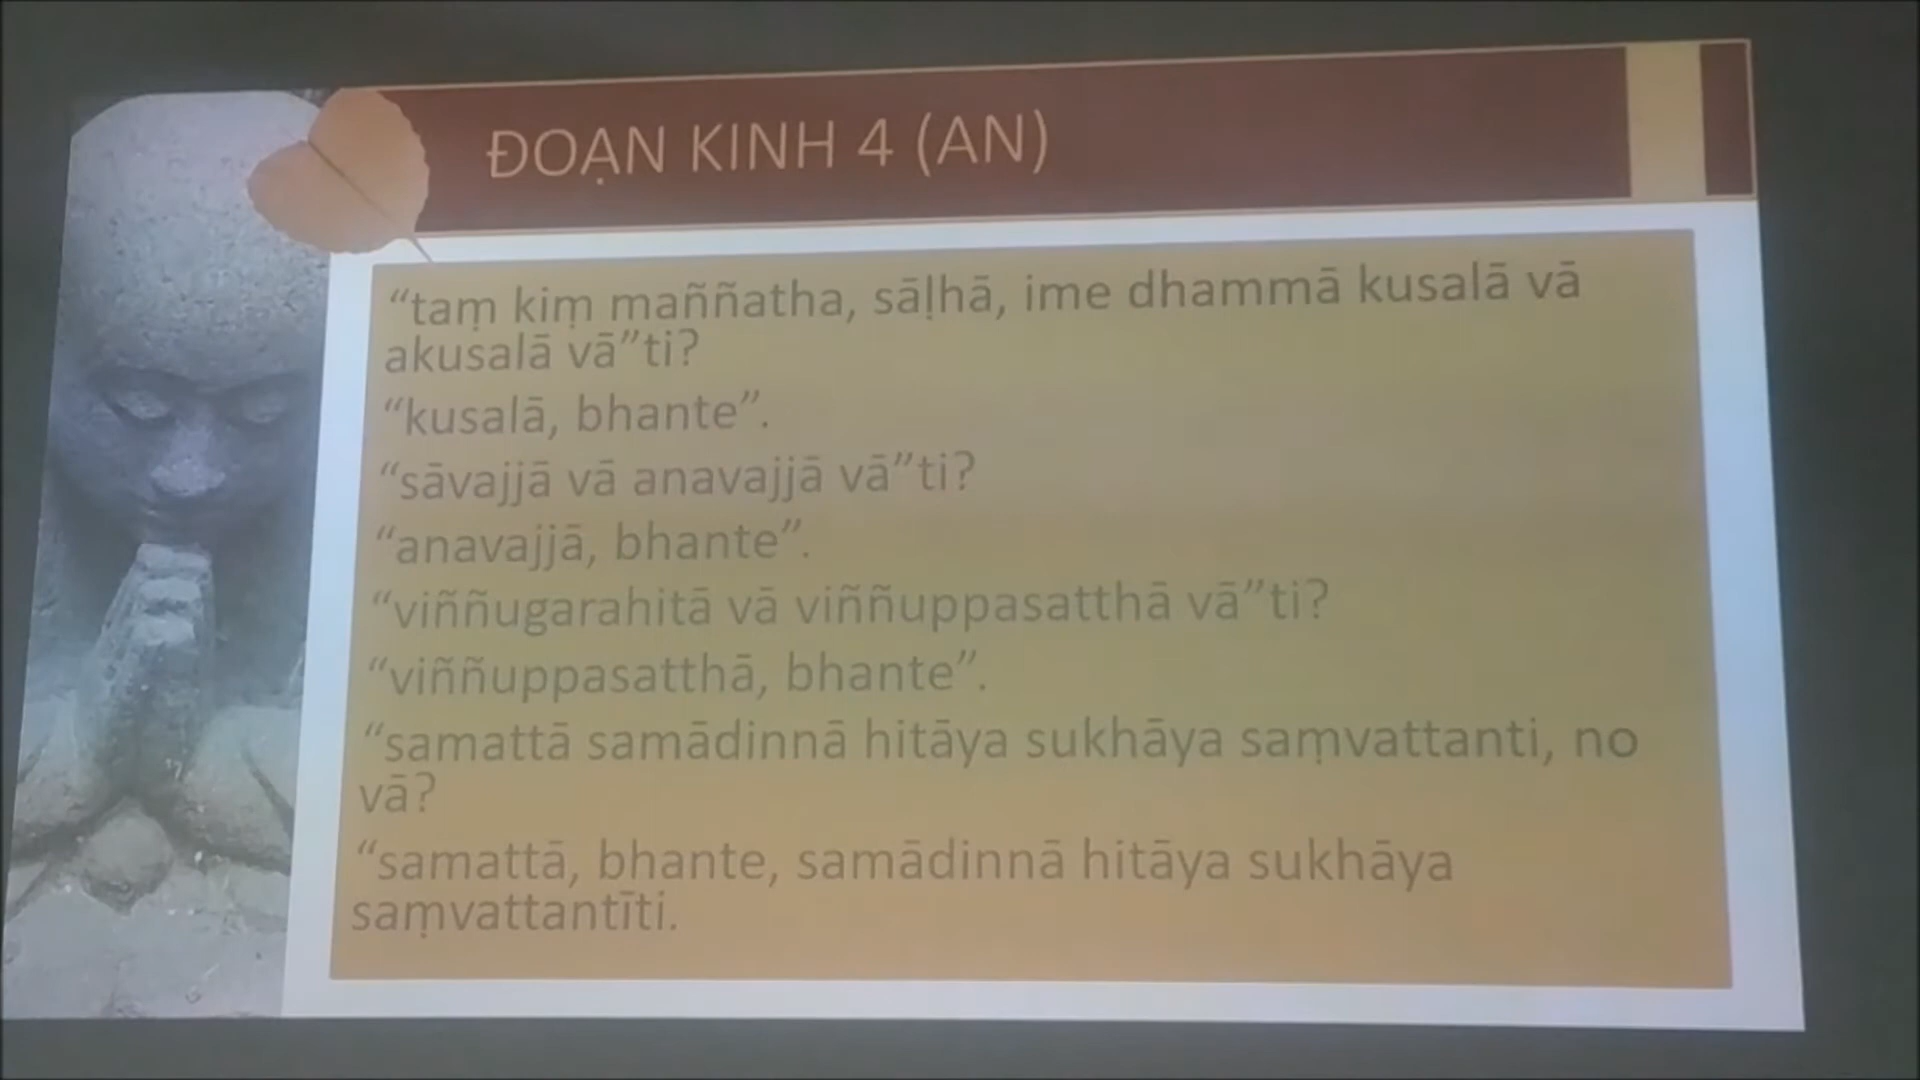 ĐOẠN KINH 4 (AN)
“taṃ kiṃ maññatha, sāḷhā, ime dhammā kusalā vā
akusalā vā”ti?
“kusalā, bhante”.
“sāvajjā vā anavajjā vā”ti?
“anavajjā, bhante”.
“viññugarahitā vā viññuppasatthā vā”ti?
“viññuppasatthā, bhante”.
“samattā samādinnā hitāya sukhāya saṃvattanti, no
vā?
“samattā, bhante, samādinnā hitāya sukhāya
saṃvattantīti.